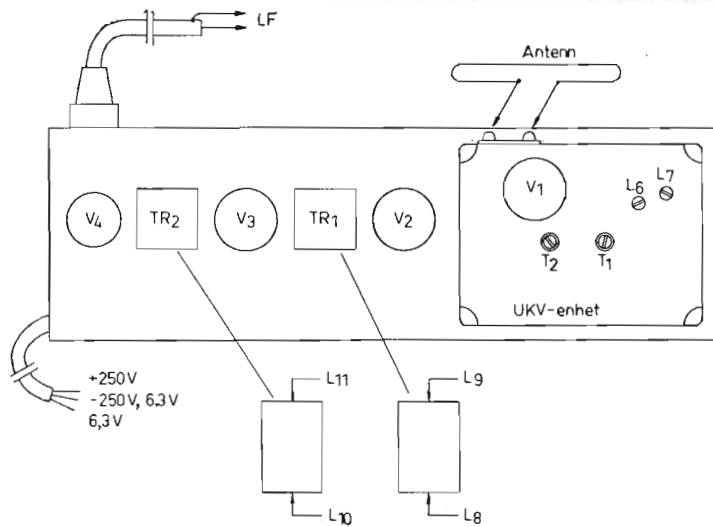 LF
Antenn
V1
L6
L7
V4
TR2
V3
TR1
V2
T2
T1
UKV-enhet
+250V
-250V, 6.3V
6,3V
L11
L9
L10
L8